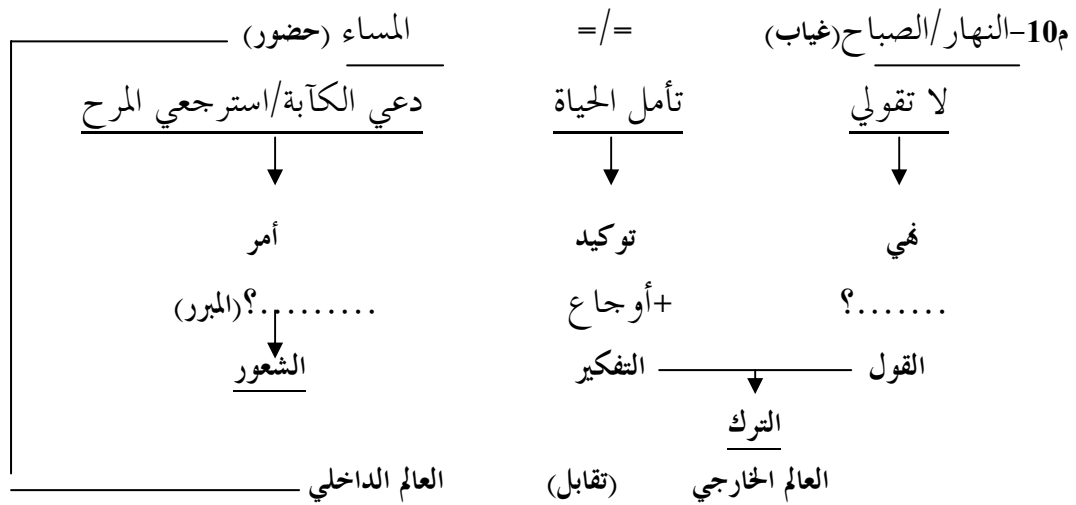 م10-النهار/الصباح(غياب) =/= المساء (حضور)
لا تقولي تأمل الحياة دعي الكآبة/استرجعي المرح
نهي توكيد أمر
.......؟ +أوجاع ..........؟(المبرر)
القول التفكير الشعور
الترك
العالم الخارجي (تقابل) العالم الداخلي